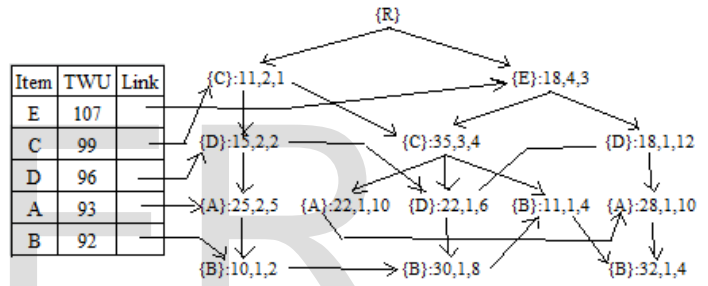 {R}
Item TWU Link {C}:11,2,1 {E}:18,4,3
E 107
C 99 {D}:15,2,2 {C}:35,3,4 {D}:18,1,12
D 96
A 93 {A}:25,2,5 {A}:22,1,10 {D}:22,1,6 {B}:11,1,4 {A}:28,1,10
B 92
{B}:10,1,2 {B}:30,1,8 {B}:32,1,4